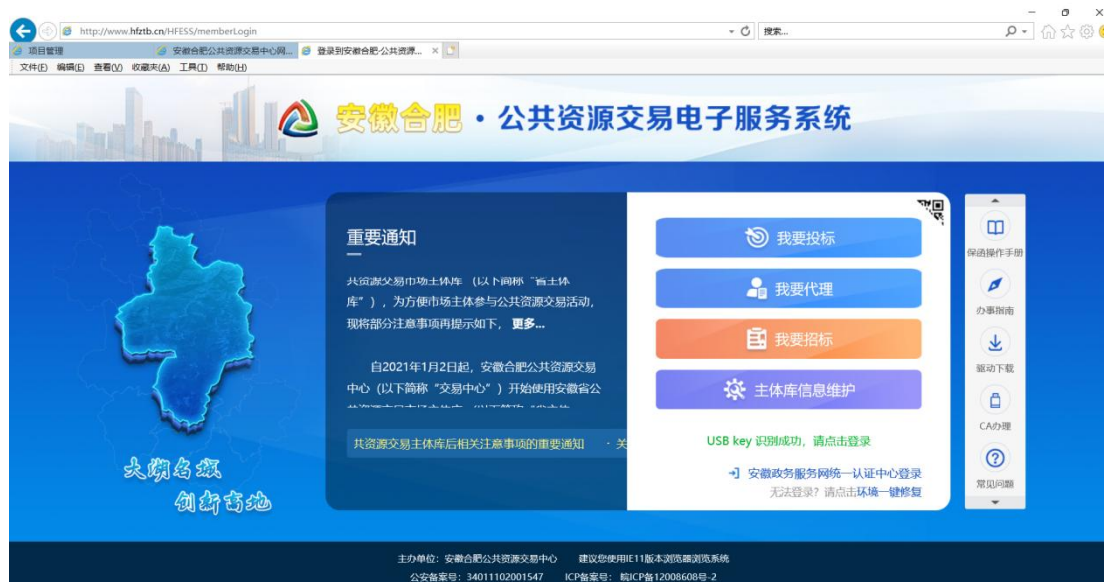 http://www.hfztb.cn/HFESS/memberLogin
搜索...
项目管理
安徽合肥公共资源交易中心网...
登录到安徽合肥·公共资源...
文件(F) 编辑(E) 查看(V) 收藏夹(A) 工具(T) 帮助(H)
安徽合肥·公共资源交易电子服务系统
重要通知
共资源交易市场主体库（以下简称“省主体
库”），为方便市场主体参与公共资源交易活动，
现将部分注意事项再提示如下，更多...
自2021年1月2日起，安徽合肥公共资源交易
中心（以下简称“交易中心”）开始使用安徽省公
共资源交易主体库后相关注意事项的重要通知 · 关
我要投标
我要代理
我要招标
主体库信息维护
USB key 识别成功，请点击登录
安徽政务服务网统一认证中心登录
无法登录？请点击环境一键修复
保函操作手册
办事指南
驱动下载
CA办理
常见问题
大湖名城
创新高地
主办单位：安徽合肥公共资源交易中心 建议您使用IE11版本浏览器浏览系统
公安备案号：34011102001547 ICP备案号：皖ICP备12008608号-2